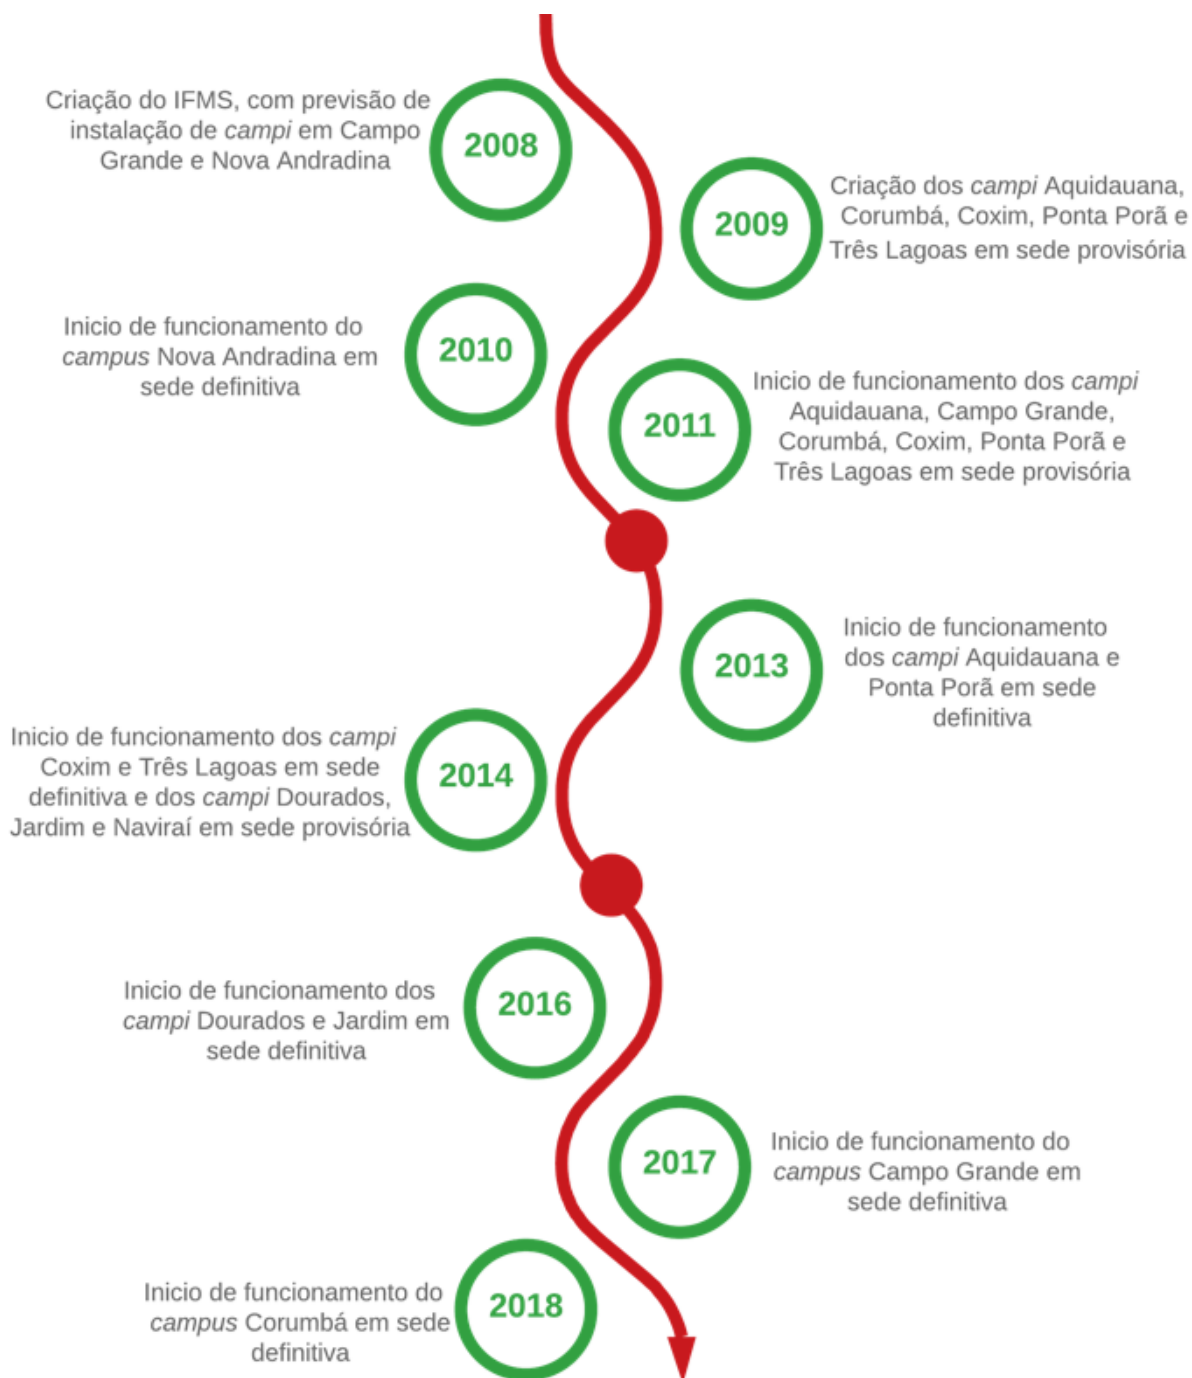 Criação do IFMS, com previsão de
instalação de campi em Campo
Grande e Nova Andradina
2008
2009
Criação dos campi Aquidauana,
Corumbá, Coxim, Ponta Porã e
Três Lagoas em sede provisória
Inicio de funcionamento do
campus Nova Andradina em
sede definitiva
2010
2011
Inicio de funcionamento dos campi
Aquidauana, Campo Grande,
Corumbá, Coxim, Ponta Porã e
Três Lagoas em sede provisória
2013
Inicio de funcionamento
dos campi Aquidauana e
Ponta Porã em sede
definitiva
Inicio de funcionamento dos campi
Coxim e Três Lagoas em sede
definitiva e dos campi Dourados,
Jardim e Naviraí em sede provisória
2014
Inicio de funcionamento dos
campi Dourados e Jardim em
sede definitiva
2016
2017
Inicio de funcionamento do
campus Campo Grande em
sede definitiva
Inicio de funcionamento do
campus Corumbá em sede
definitiva
2018